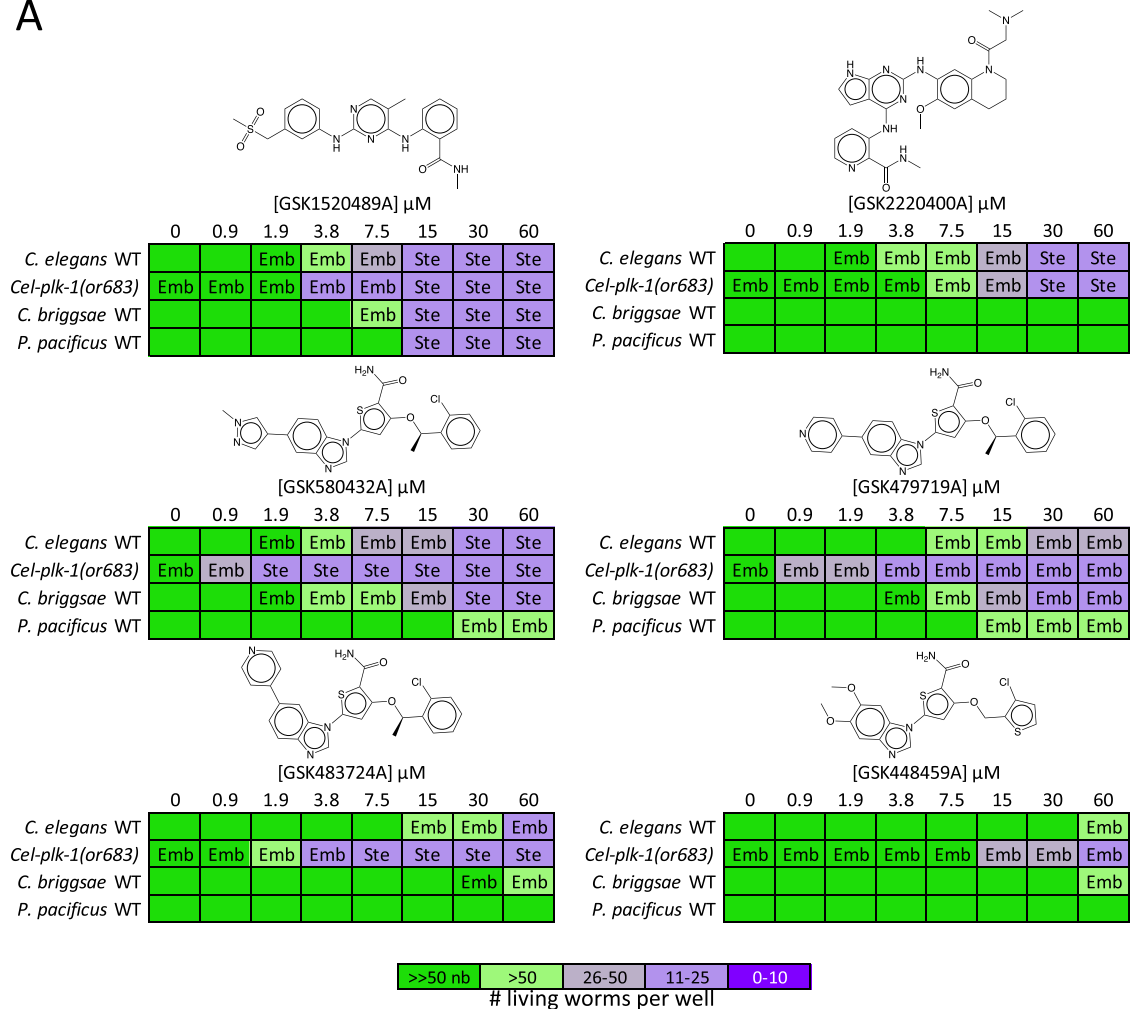 A
[GSK1520489A] µM
0 0.9 1.9 3.8 7.5 15 30 60
C. elegans WT Emb Emb Emb Ste Ste Ste
Cel-plk-1(or683) Emb Emb Emb Emb Emb Ste Ste Ste
C. briggsae WT Emb Ste Ste Ste
P. pacificus WT Ste Ste Ste
[GSK2220400A] µM
0 0.9 1.9 3.8 7.5 15 30 60
C. elegans WT Emb Emb Emb Emb Ste Ste
Cel-plk-1(or683) Emb Emb Emb Emb Emb Emb Ste Ste
C. briggsae WT
P. pacificus WT
[GSK580432A] µM
0 0.9 1.9 3.8 7.5 15 30 60
C. elegans WT Emb Emb Emb Emb Ste Ste
Cel-plk-1(or683) Emb Emb Ste Ste Ste Ste Ste Ste
C. briggsae WT Emb Emb Emb Emb Ste Ste
P. pacificus WT Emb Emb
[GSK479719A] µM
0 0.9 1.9 3.8 7.5 15 30 60
C. elegans WT Emb Emb Emb Emb
Cel-plk-1(or683) Emb Emb Emb Emb Emb Emb Emb Emb
C. briggsae WT Emb Emb Emb Emb Emb
P. pacificus WT Emb Emb Emb
[GSK483724A] µM
0 0.9 1.9 3.8 7.5 15 30 60
C. elegans WT Emb Emb Emb
Cel-plk-1(or683) Emb Emb Emb Emb Ste Ste Ste Ste
C. briggsae WT Emb Emb
P. pacificus WT
[GSK448459A] µM
0 0.9 1.9 3.8 7.5 15 30 60
C. elegans WT Emb
Cel-plk-1(or683) Emb Emb Emb Emb Emb Emb Emb Emb
C. briggsae WT Emb
P. pacificus WT
>>50 nb >50 26-50 11-25 0-10
# living worms per well